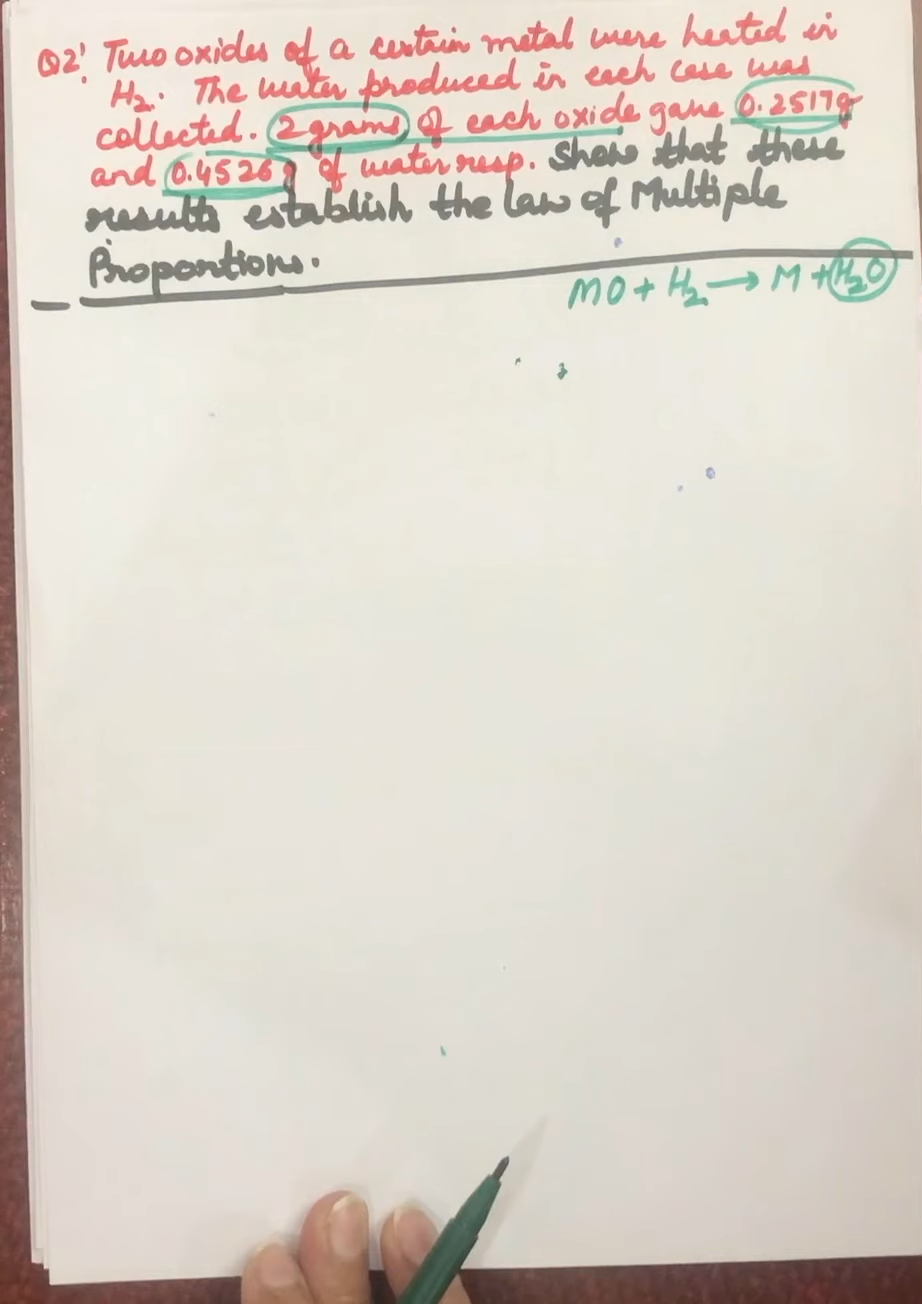 Q2! Two oxides of a certain metal were heated in
H2. The water produced in each case was
collected. 2 grams of each oxide gave 0.2517g
and 0.4526g of water resp. Show that these
results establish the law of Multiple
Proportions.
MO + H2 → M + H2O